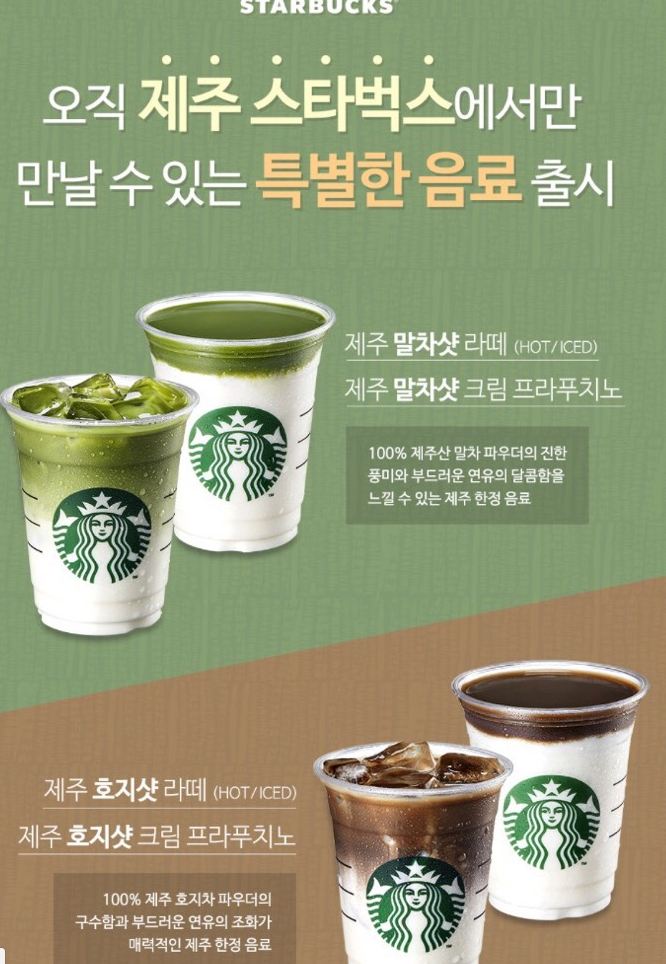 STARBUCKS
오직 제주 스타벅스에서만
만날 수 있는 특별한 음료 출시
제주 말차샷 라떼 (HOT/ICED)
제주 말차샷 크림 프라푸치노
100% 제주산 말차 파우더의 진한
풍미와 부드러운 연유의 달콤함을
느낄 수 있는 제주 한정 음료
제주 호지샷 라떼 (HOT/ICED)
제주 호지샷 크림 프라푸치노
100% 제주 호지차 파우더의
구수함과 부드러운 연유의 조화가
매력적인 제주 한정 음료